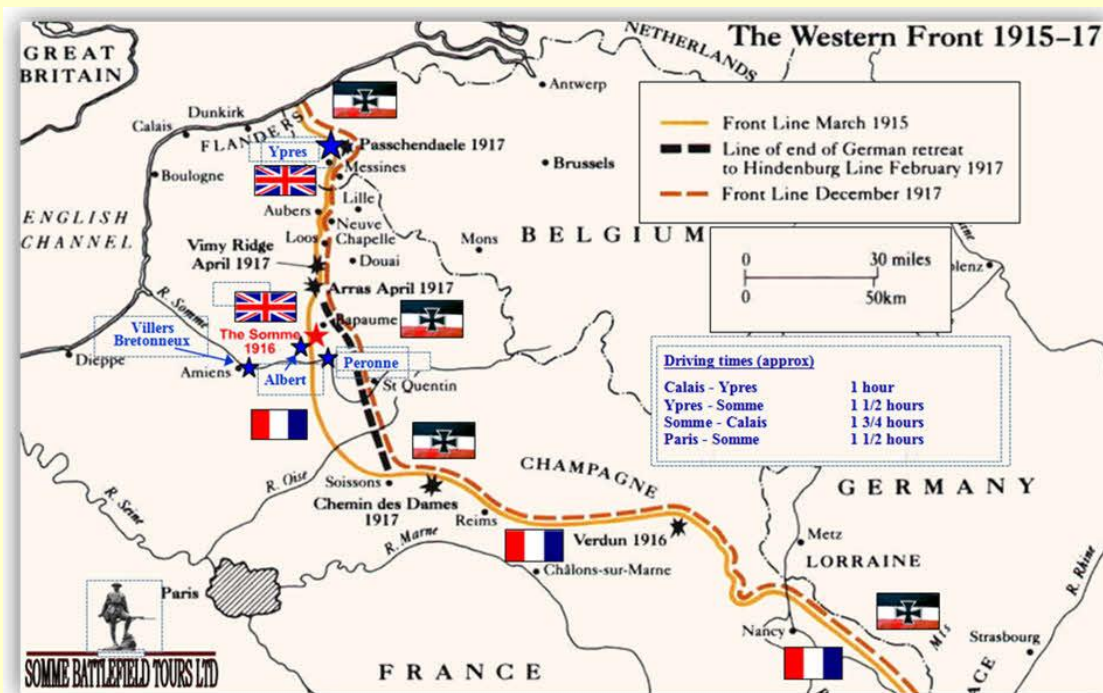 The Western Front 1915–17
GREAT
BRITAIN
NETHERLANDS
Antwerp
Dunkirk
Calais
FLANDERS
Ypres
Passchendaele 1917
Messines
Brussels
Boulogne
ENGLISH
CHANNEL
Lille
Aubers
Neuve
Chapelle
Loos
Mons
BELGIUM
Vimy Ridge
April 1917
Douai
Arras April 1917
Front Line March 1915
Line of end of German retreat
to Hindenburg Line February 1917
Front Line December 1917
0 30 miles
0 50km
R. Somme
Villers
Bretonneux
The Somme
1916
Bapaume
Dieppe
Amiens
Albert
Peronne
St Quentin
Driving times (approx)
Calais - Ypres 1 hour
Ypres - Somme 1 1/2 hours
Somme - Calais 1 3/4 hours
Paris - Somme 1 1/2 hours
R. Oise
Soissons
Chemin des Dames
1917
CHAMPAGNE
GERMANY
R. Seine
Reims
R. Marne
Verdun 1916
Metz
LORRAINE
Châlons-sur-Marne
Paris
R. Rhine
Nancy
Strasbourg
FRANCE
SOMME BATTLEFIELD TOURS LTD